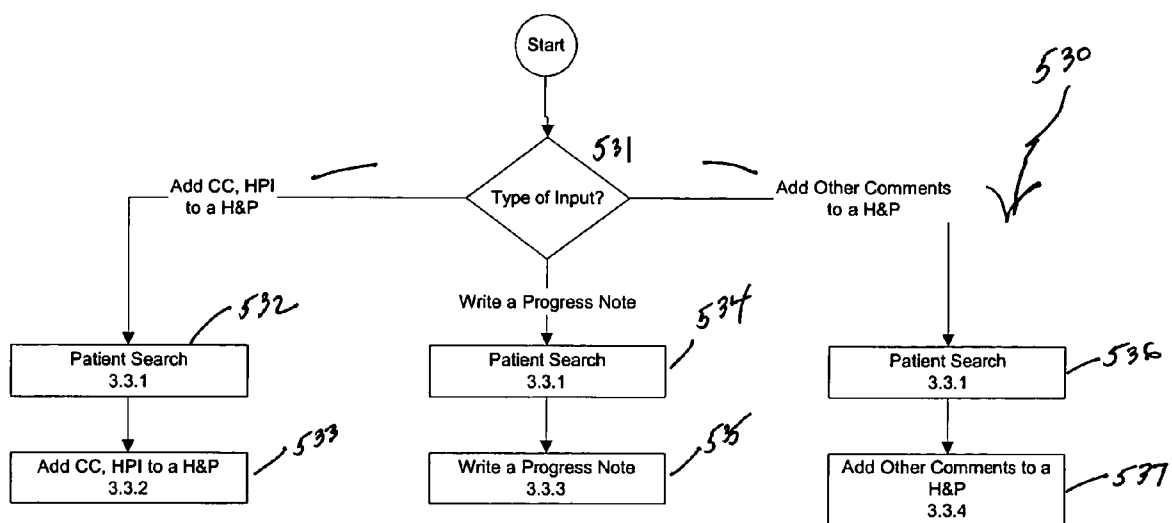 Start
530
531
Type of Input?
Add CC, HPI
to a H&P
Add Other Comments
to a H&P
Write a Progress Note
532
534
536
Patient Search
3.3.1
Patient Search
3.3.1
Patient Search
3.3.1
533
535
537
Add CC, HPI to a H&P
3.3.2
Write a Progress Note
3.3.3
Add Other Comments to a
H&P
3.3.4